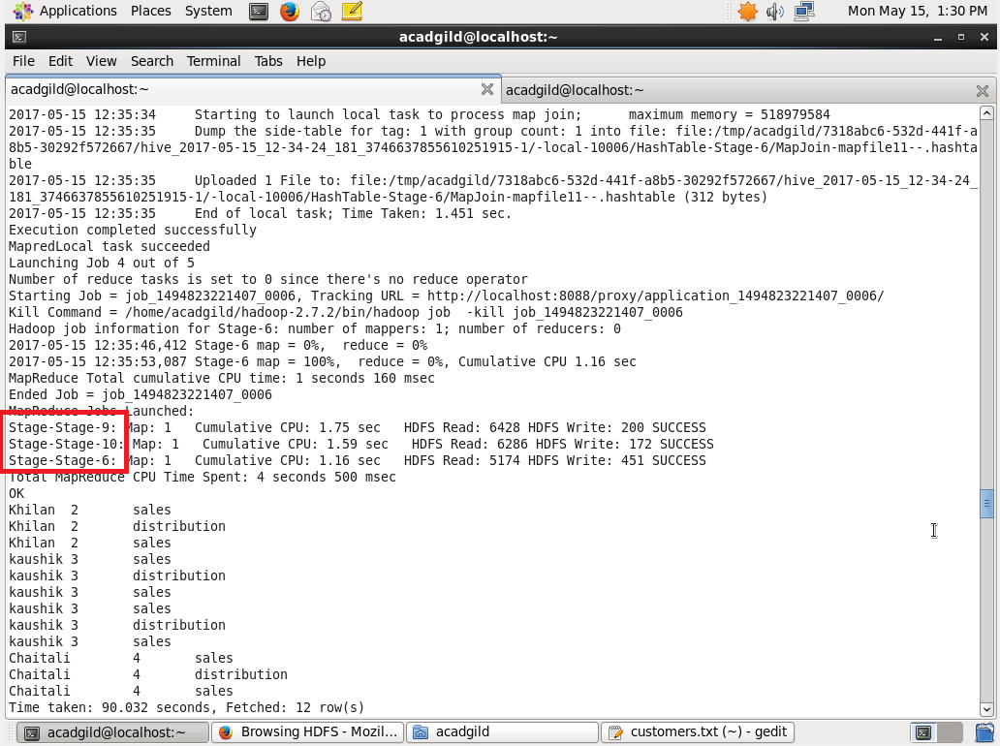 Applications Places System Mon May 15, 1:30 PM
acadgild@localhost:~
File Edit View Search Terminal Tabs Help
acadgild@localhost:~ acadgild@localhost:~
2017-05-15 12:35:34 Starting to launch local task to process map join; maximum memory = 518979584
2017-05-15 12:35:35 Dump the side-table for tag: 1 with group count: 1 into file: file:/tmp/acadgild/7318abc6-532d-441f-a
8b5-30292f572667/hive_2017-05-15_12-34-24_181_3746637855610251915-1/-local-10006/HashTable-Stage-6/MapJoin-mapfile11--.hashta
ble
2017-05-15 12:35:35 Uploaded 1 File to: file:/tmp/acadgild/7318abc6-532d-441f-a8b5-30292f572667/hive_2017-05-15_12-34-24_
181_3746637855610251915-1/-local-10006/HashTable-Stage-6/MapJoin-mapfile11--.hashtable (312 bytes)
2017-05-15 12:35:35 End of local task; Time Taken: 1.451 sec.
Execution completed successfully
MapredLocal task succeeded
Launching Job 4 out of 5
Number of reduce tasks is set to 0 since there's no reduce operator
Starting Job = job_1494823221407_0006, Tracking URL = http://localhost:8088/proxy/application_1494823221407_0006/
Kill Command = /home/acadgild/hadoop-2.7.2/bin/hadoop job -kill job_1494823221407_0006
Hadoop job information for Stage-6: number of mappers: 1; number of reducers: 0
2017-05-15 12:35:46,412 Stage-6 map = 0%, reduce = 0%
2017-05-15 12:35:53,087 Stage-6 map = 100%, reduce = 0%, Cumulative CPU 1.16 sec
MapReduce Total cumulative CPU time: 1 seconds 160 msec
Ended Job = job_1494823221407_0006
MapReduce Jobs Launched:
Stage-Stage-9: Map: 1 Cumulative CPU: 1.75 sec HDFS Read: 6428 HDFS Write: 200 SUCCESS
Stage-Stage-10: Map: 1 Cumulative CPU: 1.59 sec HDFS Read: 6286 HDFS Write: 172 SUCCESS
Stage-Stage-6: Map: 1 Cumulative CPU: 1.16 sec HDFS Read: 5174 HDFS Write: 451 SUCCESS
Total MapReduce CPU Time Spent: 4 seconds 500 msec
OK
Khilan 2 sales
Khilan 2 distribution
Khilan 2 sales
kaushik 3 sales
kaushik 3 distribution
kaushik 3 sales
kaushik 3 sales
kaushik 3 distribution
kaushik 3 sales
Chaitali 4 sales
Chaitali 4 distribution
Chaitali 4 sales
Time taken: 90.032 seconds, Fetched: 12 row(s)
acadgild@localhost:~ Browsing HDFS - Mozil... acadgild customers.txt (~) - gedit